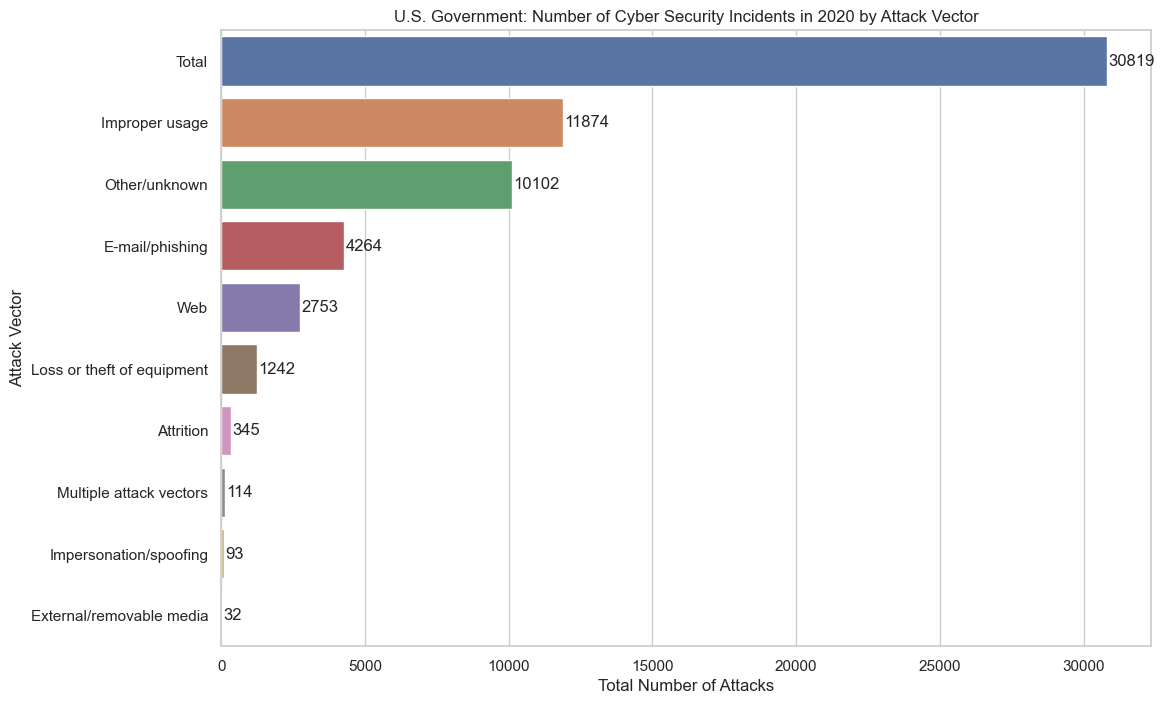 U.S. Government: Number of Cyber Security Incidents in 2020 by Attack Vector
Attack Vector
Total
30819
Improper usage
11874
Other/unknown
10102
E-mail/phishing
4264
Web
2753
Loss or theft of equipment
1242
Attrition
345
Multiple attack vectors
114
Impersonation/spoofing
93
External/removable media
32
0 5000 10000 15000 20000 25000 30000
Total Number of Attacks